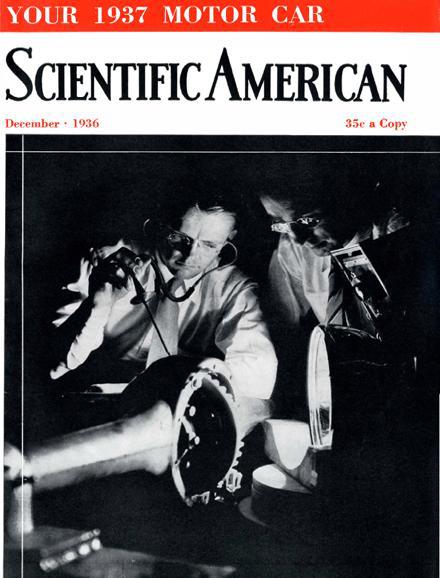 YOUR 1937 MOTOR CAR
SCIENTIFIC AMERICAN
December · 1936
35c a Copy